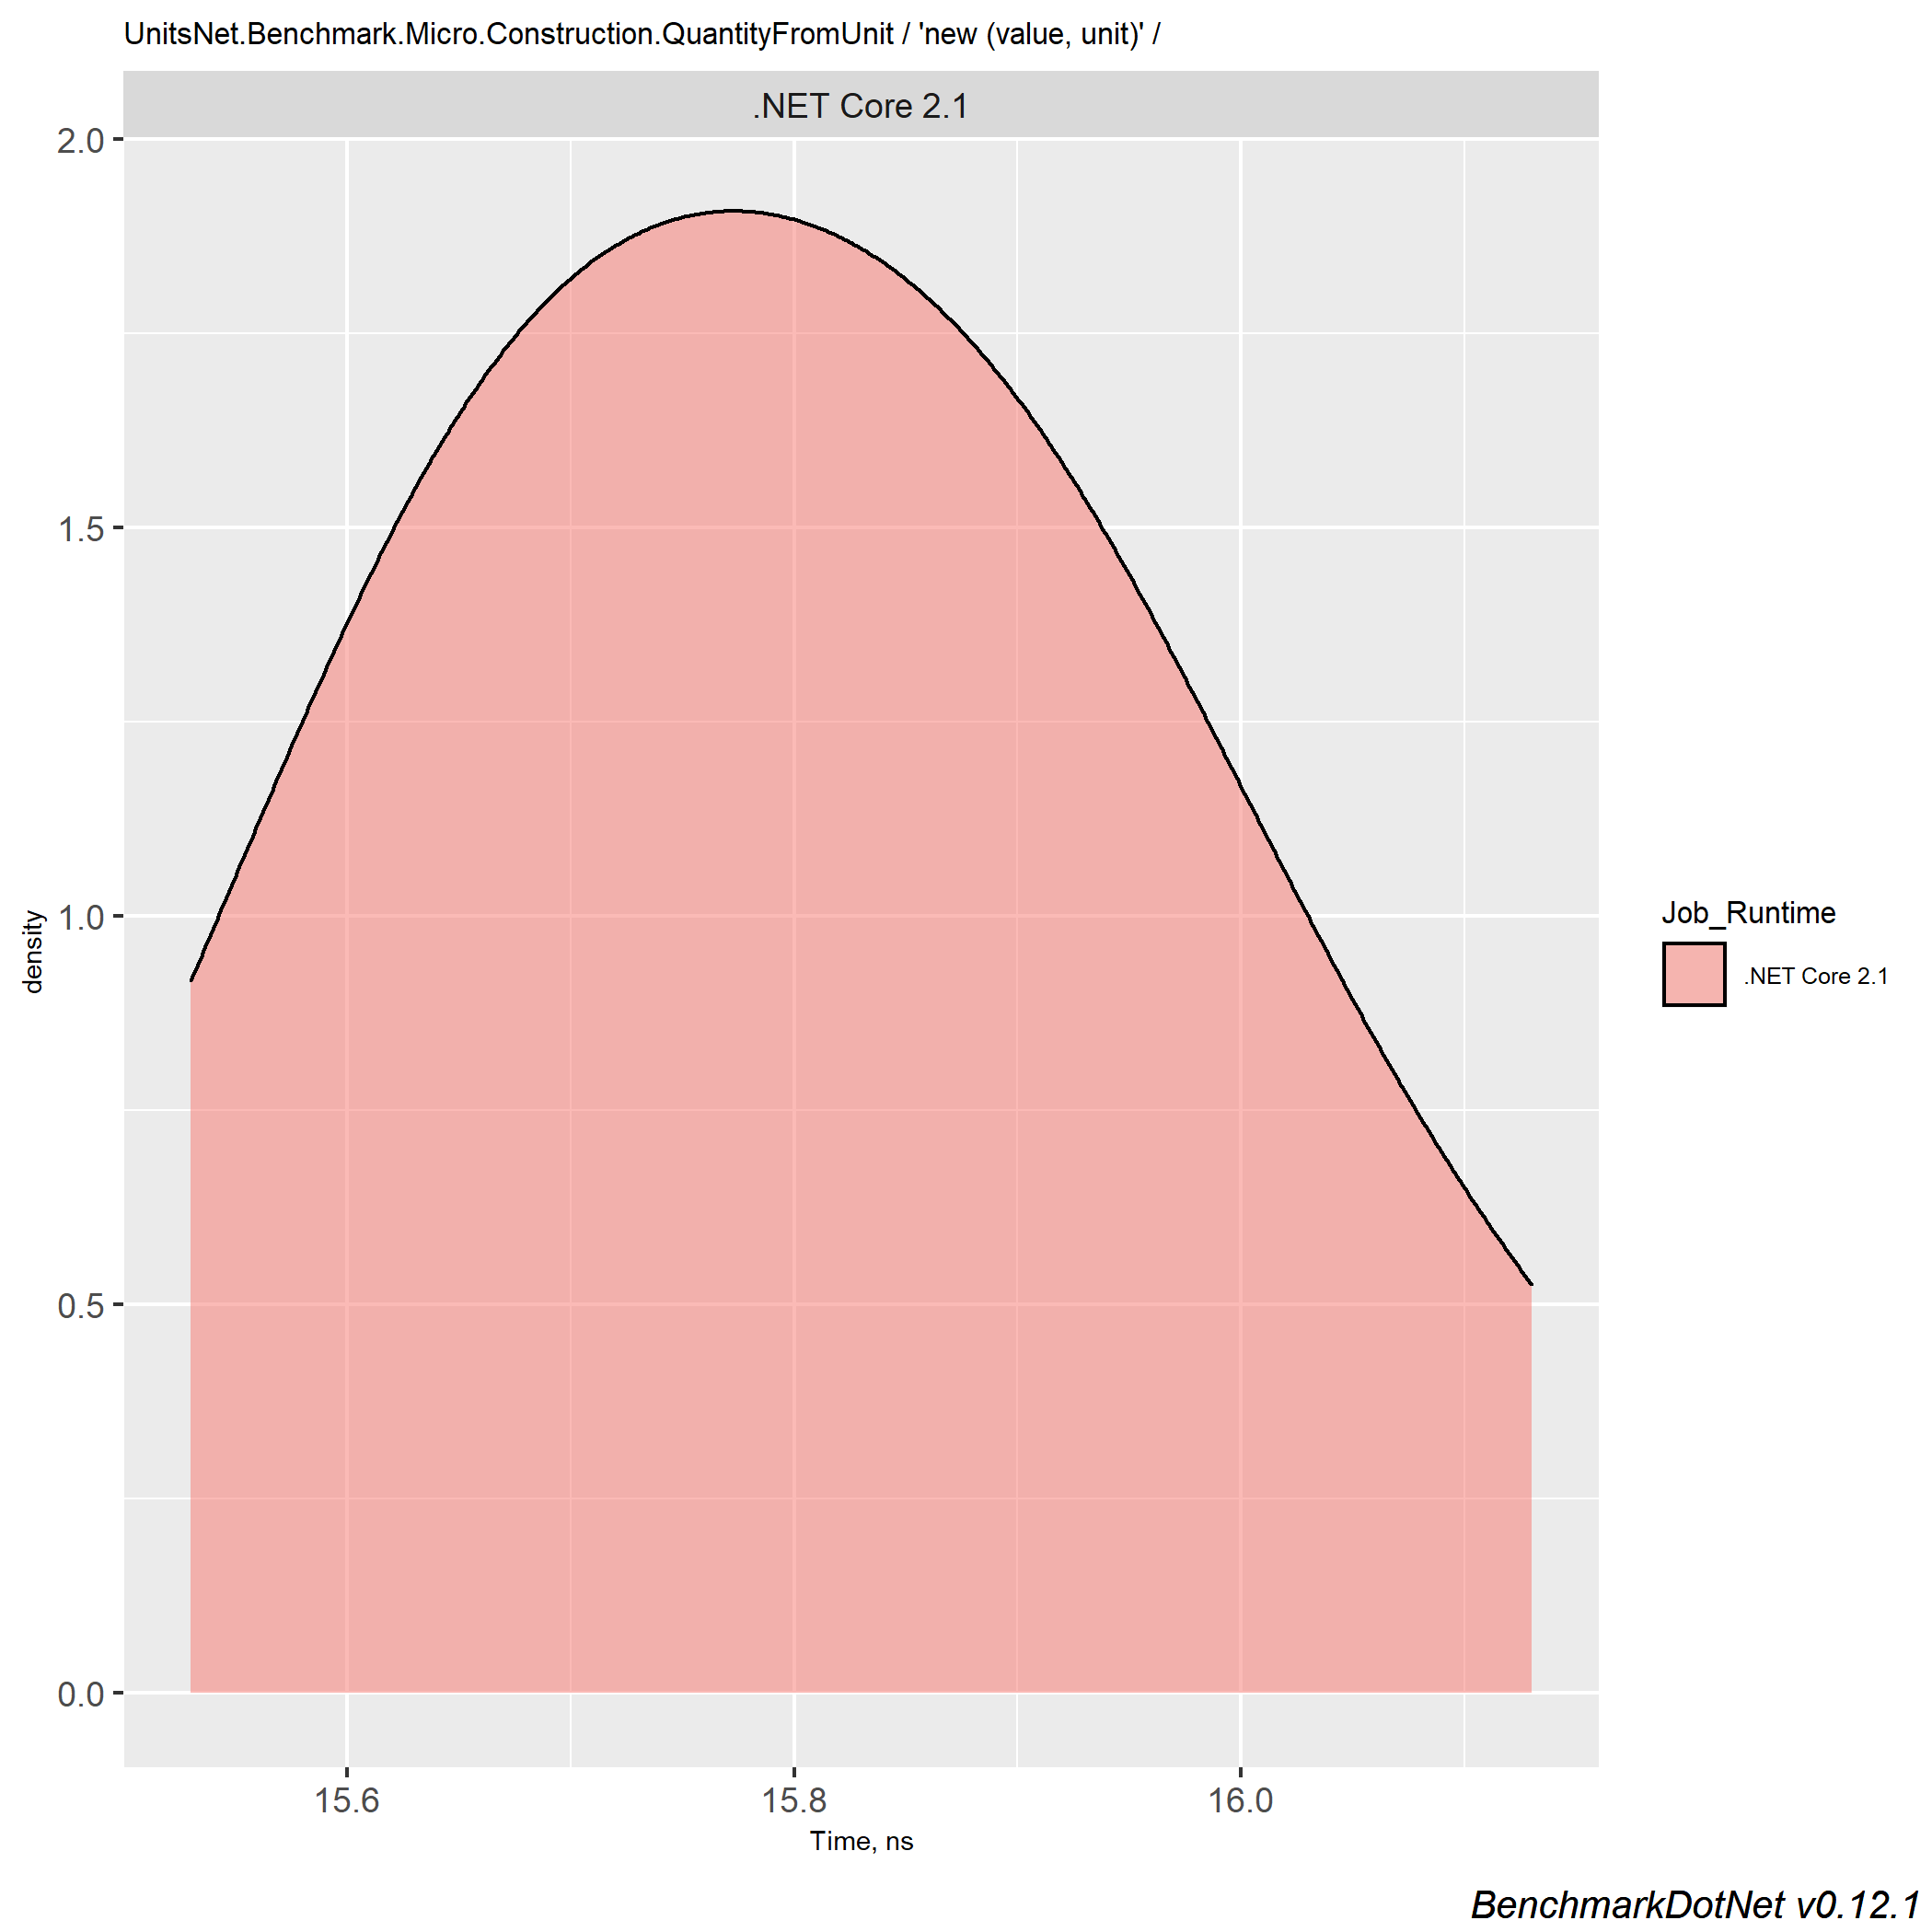 UnitsNet.Benchmark.Micro.Construction.QuantityFromUnit / 'new (value, unit)' /
.NET Core 2.1
2.0
1.5
1.0
0.5
0.0
density
15.6 15.8 16.0
Time, ns
Job_Runtime
.NET Core 2.1
BenchmarkDotNet v0.12.1